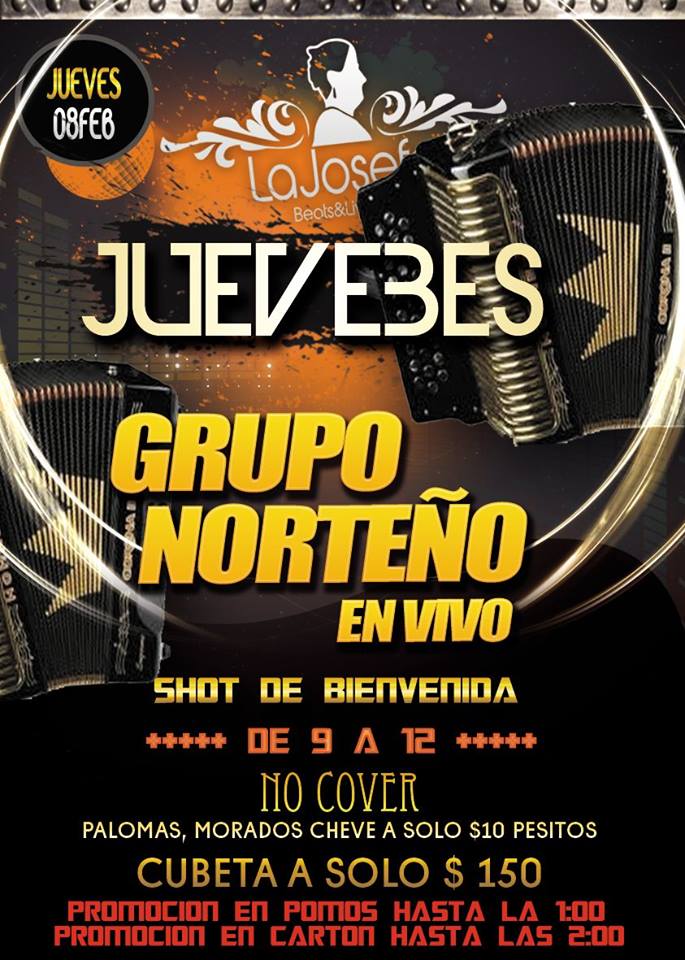 JUEVES
08FEB
LaJosef
Beats&Li
JUEVEBES
GRUPO
NORTEÑO
EN VIVO
SHOT DE BIENVENIDA
+++++ DE 9 A 12 +++++
NO COVER
PALOMAS, MORADOS CHEVE A SOLO $10 PESITOS
CUBETA A SOLO $ 150
PROMOCION EN POMOS HASTA LA 1:00
PROMOCION EN CARTON HASTA LAS 2:00
CORONA II